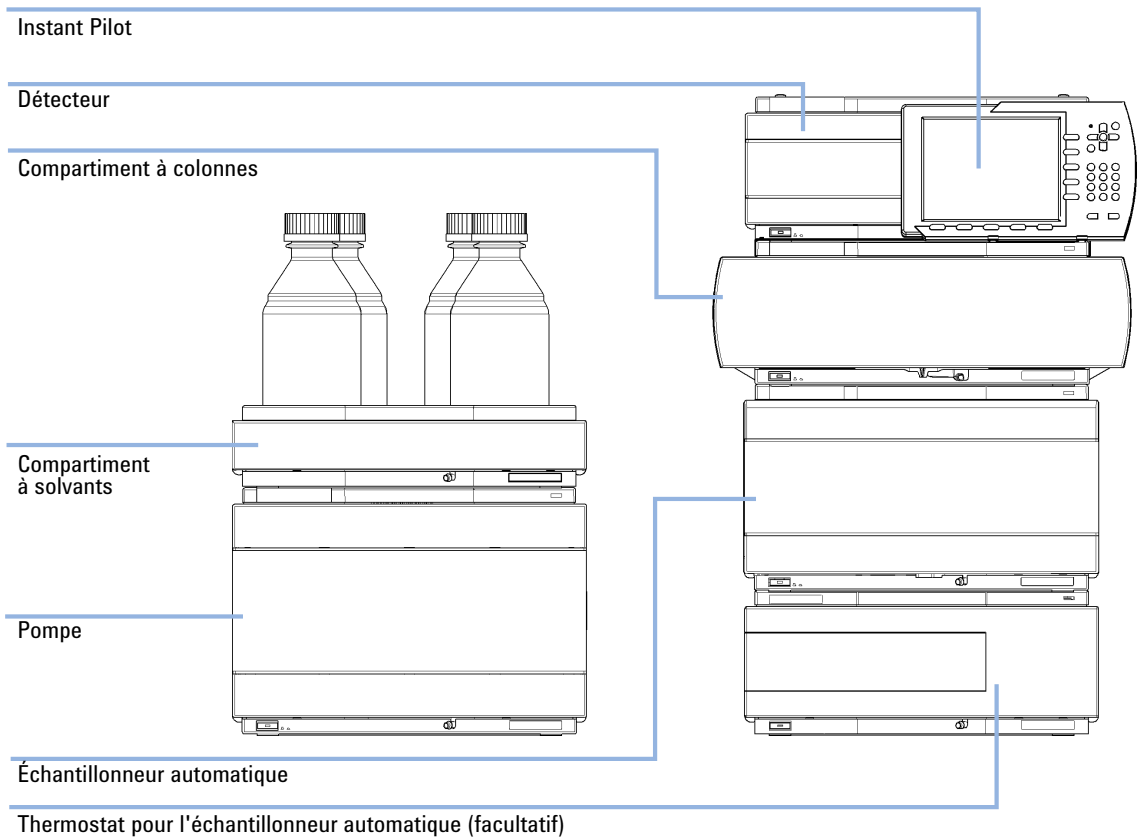 Instant Pilot
Détecteur
Compartiment à colonnes
Compartiment
à solvants
Pompe
Échantillonneur automatique
Thermostat pour l'échantillonneur automatique (facultatif)